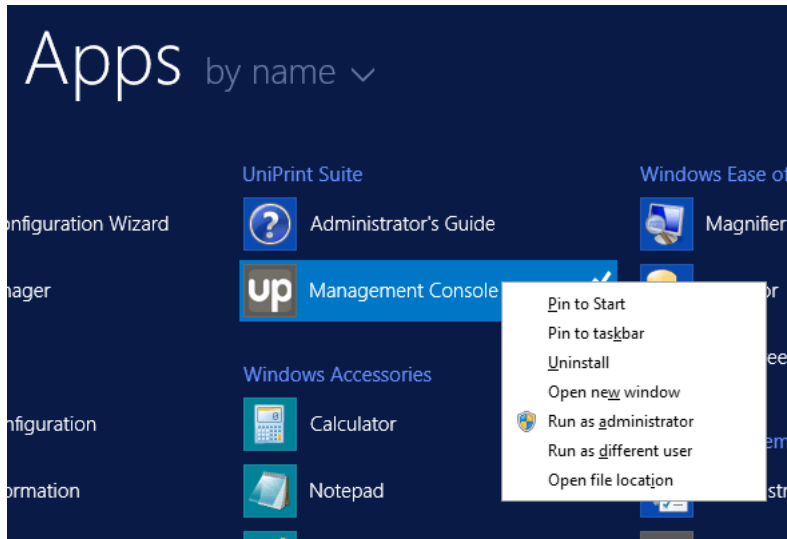 Apps by name
UniPrint Suite
Windows Ease of
onfiguration Wizard
Administrator's Guide
Magnifier
nager
up
Management Console
or
Pin to Start
Pin to taskbar
Uninstall
Open new window
Run as administrator
Run as different user
Open file location
Windows Accessories
nfiguration
Calculator
ormation
Notepad